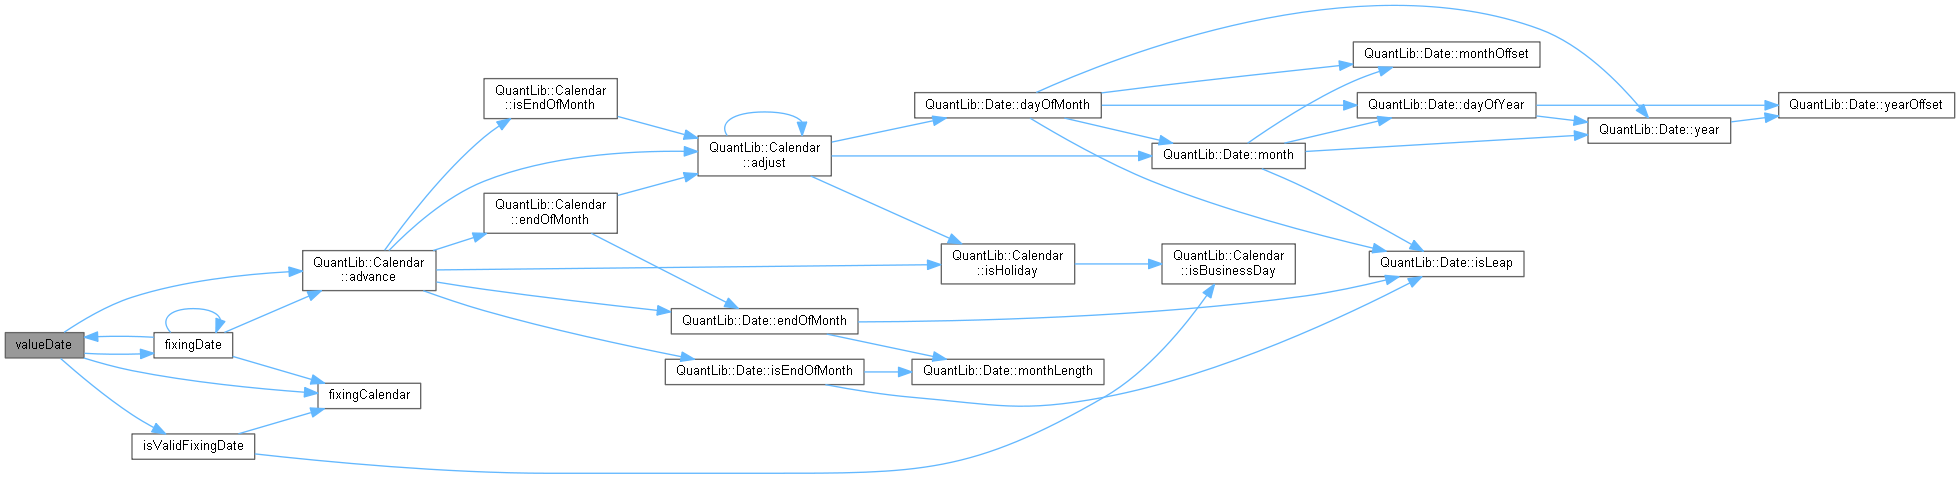 valueDate
fixingDate
isValidFixingDate
QuantLib::Calendar
::advance
fixingCalendar
QuantLib::Calendar
::isEndOfMonth
QuantLib::Calendar
::endOfMonth
QuantLib::Date::endOfMonth
QuantLib::Date::isEndOfMonth
QuantLib::Calendar
::adjust
QuantLib::Date::dayOfMonth
QuantLib::Calendar
::isHoliday
QuantLib::Date::monthLength
QuantLib::Date::month
QuantLib::Calendar
::isBusinessDay
QuantLib::Date::monthOffset
QuantLib::Date::dayOfYear
QuantLib::Date::isLeap
QuantLib::Date::year
QuantLib::Date::yearOffset